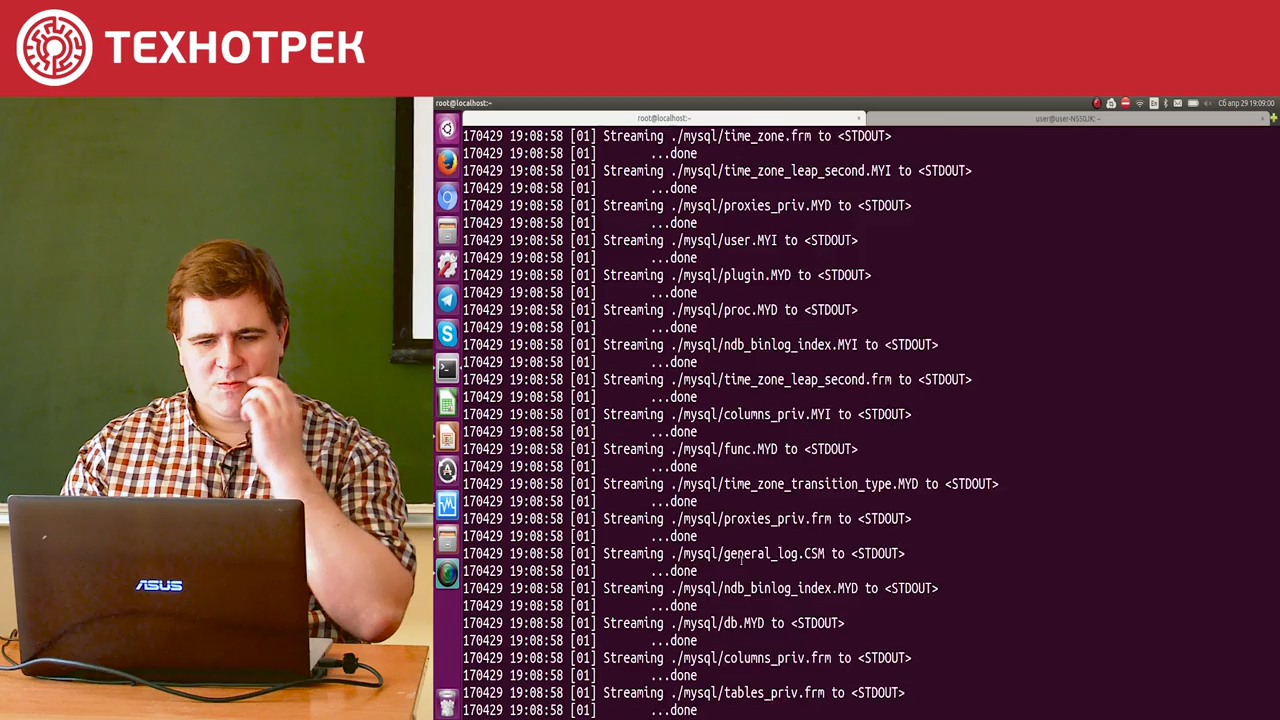 ТЕХНОТРЕК
root@localhost:~
Сб апр 29 19:09:00
root@localhost:~
user@user-N550JK: ~
170429 19:08:58 [01] Streaming ./mysql/time_zone.frm to <STDOUT>
170429 19:08:58 [01] ...done
170429 19:08:58 [01] Streaming ./mysql/time_zone_leap_second.MYI to <STDOUT>
170429 19:08:58 [01] ...done
170429 19:08:58 [01] Streaming ./mysql/proxies_priv.MYD to <STDOUT>
170429 19:08:58 [01] ...done
170429 19:08:58 [01] Streaming ./mysql/user.MYI to <STDOUT>
170429 19:08:58 [01] ...done
170429 19:08:58 [01] Streaming ./mysql/plugin.MYD to <STDOUT>
170429 19:08:58 [01] ...done
170429 19:08:58 [01] Streaming ./mysql/proc.MYD to <STDOUT>
170429 19:08:58 [01] ...done
170429 19:08:58 [01] Streaming ./mysql/ndb_binlog_index.MYI to <STDOUT>
170429 19:08:58 [01] ...done
170429 19:08:58 [01] Streaming ./mysql/time_zone_leap_second.frm to <STDOUT>
170429 19:08:58 [01] ...done
170429 19:08:58 [01] Streaming ./mysql/columns_priv.MYI to <STDOUT>
170429 19:08:58 [01] ...done
170429 19:08:58 [01] Streaming ./mysql/func.MYD to <STDOUT>
170429 19:08:58 [01] ...done
170429 19:08:58 [01] Streaming ./mysql/time_zone_transition_type.MYD to <STDOUT>
170429 19:08:58 [01] ...done
170429 19:08:58 [01] Streaming ./mysql/proxies_priv.frm to <STDOUT>
170429 19:08:58 [01] ...done
170429 19:08:58 [01] Streaming ./mysql/general_log.CSM to <STDOUT>
170429 19:08:58 [01] ...done
170429 19:08:58 [01] Streaming ./mysql/ndb_binlog_index.MYD to <STDOUT>
170429 19:08:58 [01] ...done
170429 19:08:58 [01] Streaming ./mysql/db.MYD to <STDOUT>
170429 19:08:58 [01] ...done
170429 19:08:58 [01] Streaming ./mysql/columns_priv.frm to <STDOUT>
170429 19:08:58 [01] ...done
170429 19:08:58 [01] Streaming ./mysql/tables_priv.frm to <STDOUT>
170429 19:08:58 [01] ...done
ASUS